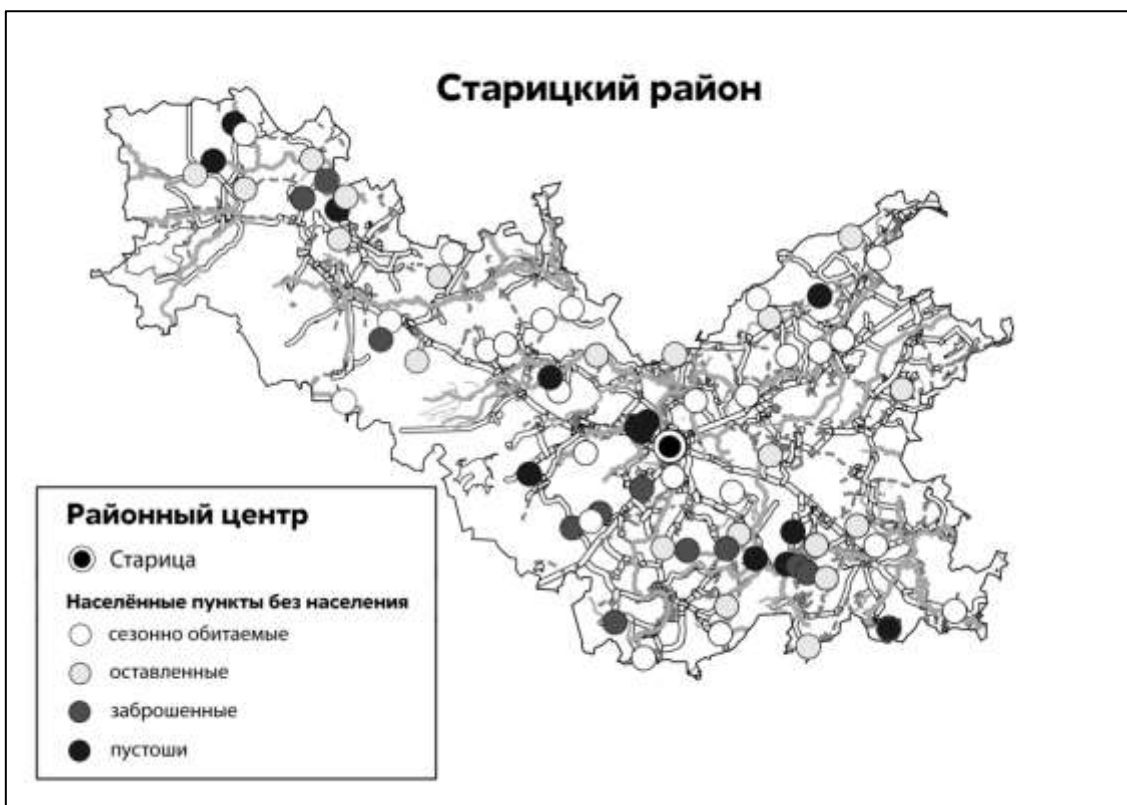 Старицкий район
Районный центр
Старица
Населённые пункты без населения
сезонно обитаемые
оставленные
заброшенные
пустоши